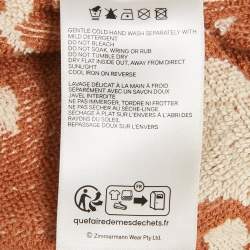 GENTLE COLD HAND WASH SEPARATELY WITH
MILD DETERGENT
DO NOT BLEACH
DO NOT SOAK, WRING OR RUB
DO NOT TUMBLE DRY
DRY FLAT INSIDE OUT, AWAY FROM DIRECT
SUNLIGHT
COOL IRON ON REVERSE
LAVAGE DÉLICAT À LA MAIN À FROID
SÉPARÉMENT AVEC UN SAVON DOUX
JAVEL INTERDITE
NE PAS IMMERGER, TORDRE NI FROTTER
NE PAS SÉCHER EN MACHINE
SÉCHAGE À PLAT SUR L'ENVERS À L'ABRI DES
RAYONS DU SOLEIL
REPASSAGE DOUX SUR L'ENVERS
FR
quefairedemesdechets.fr
© Zimmermann Wear Pty Ltd.